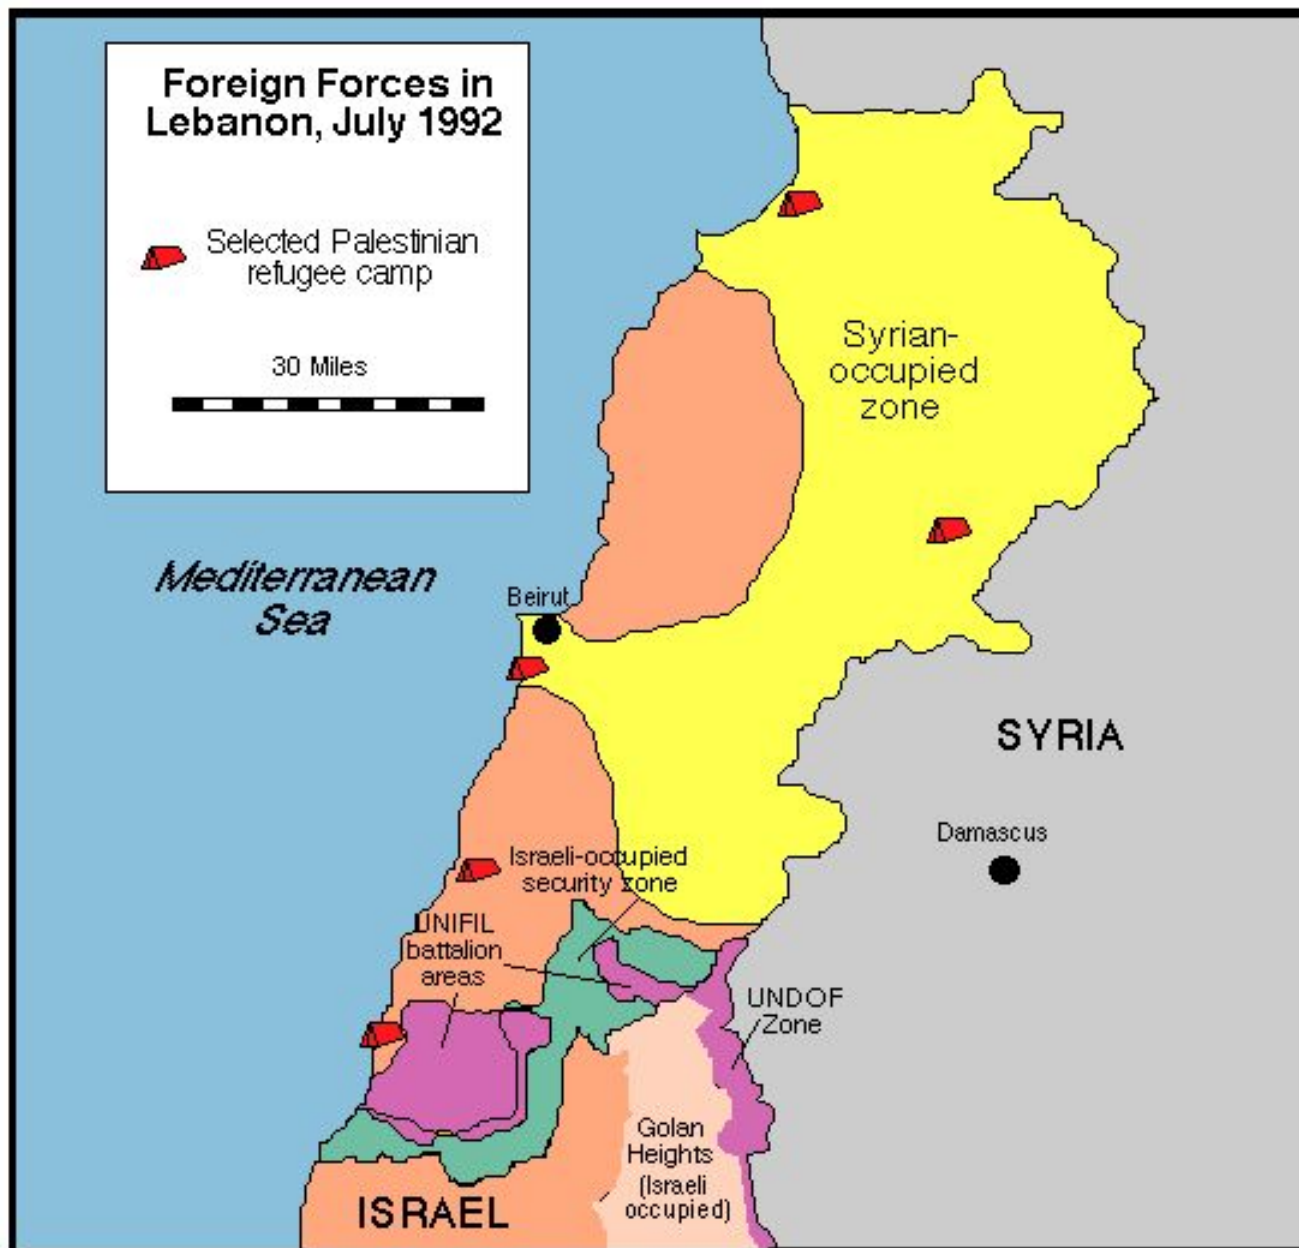 Foreign Forces in
Lebanon, July 1992
Selected Palestinian
refugee camp
30 Miles
Syrian-
occupied
zone
Mediterranean
Sea
Beirut
SYRIA
Damascus
Israeli-occupied
security zone
UNIFIL
battalion
areas
UNDOF
Zone
Golan
Heights
(Israeli
occupied)
ISRAEL